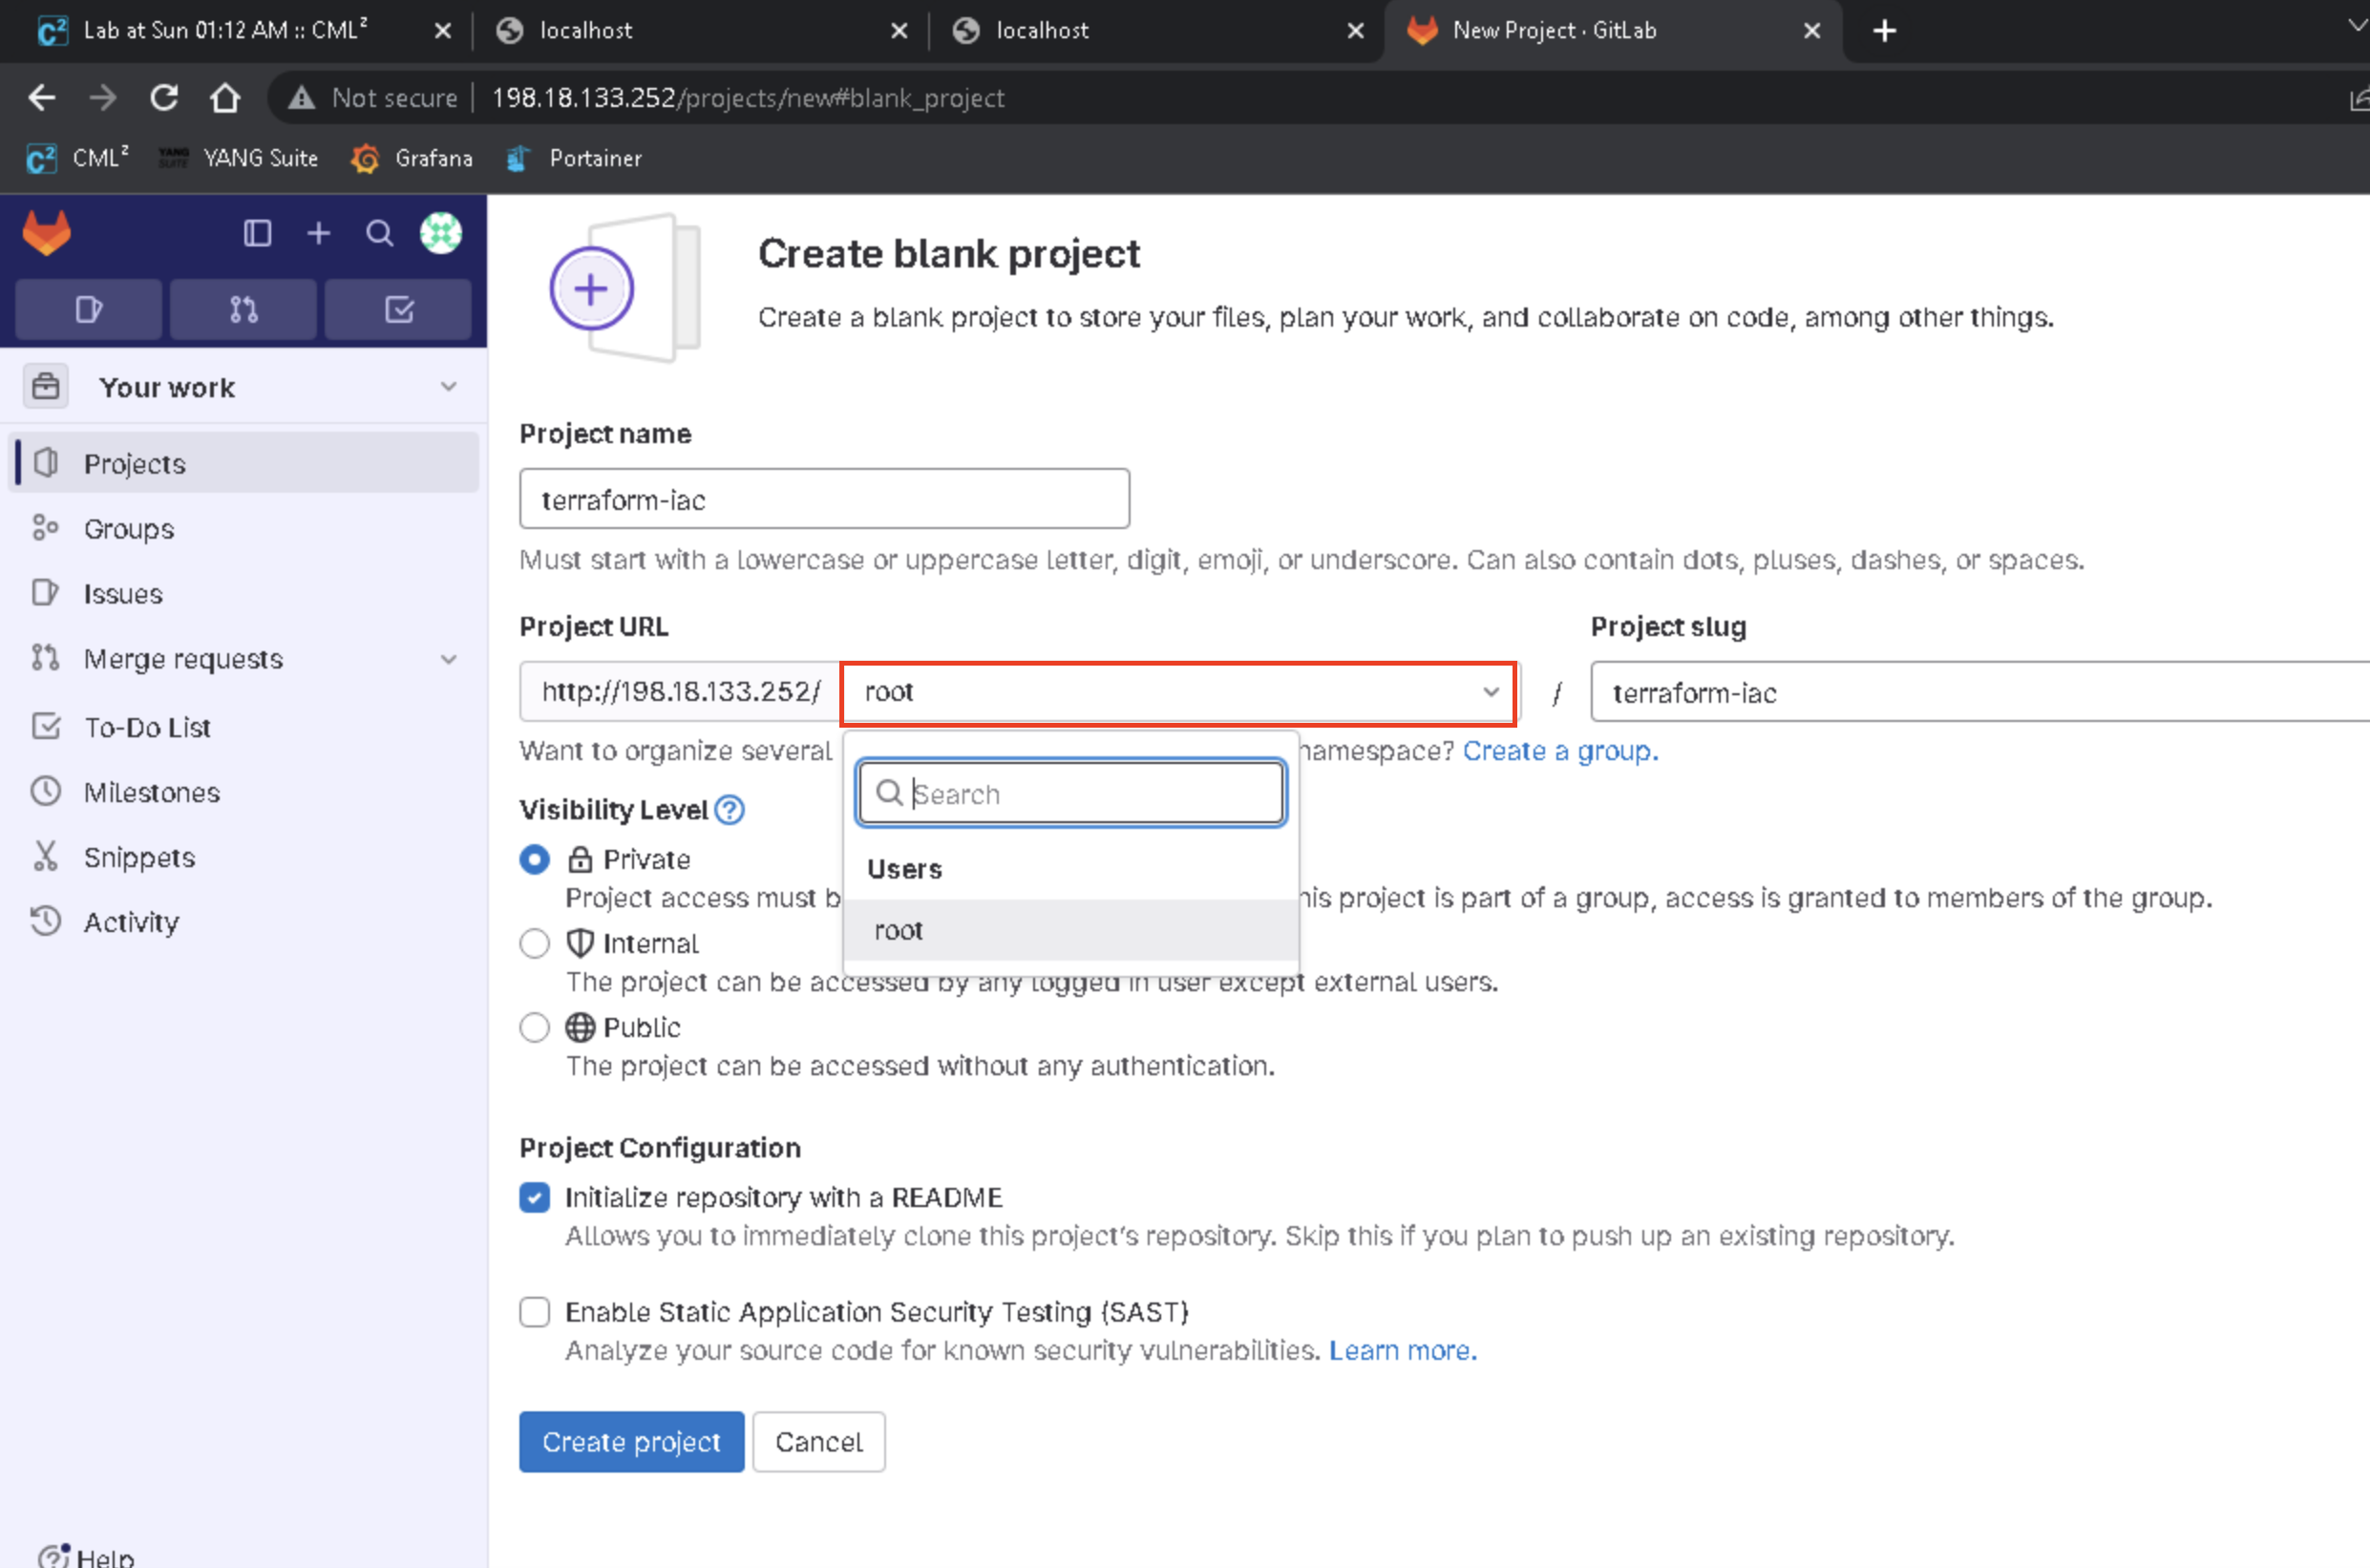 Lab at Sun 01:12 AM :: CML²
localhost
localhost
New Project · GitLab
Not secure
198.18.133.252/projects/new#blank_project
CML²
YANG SUITE
YANG Suite
Grafana
Portainer
Your work
Projects
Groups
Issues
Merge requests
To-Do List
Milestones
Snippets
Activity
Help
Create blank project
Create a blank project to store your files, plan your work, and collaborate on code, among other things.
Project name
terraform-iac
Must start with a lowercase or uppercase letter, digit, emoji, or underscore. Can also contain dots, pluses, dashes, or spaces.
Project URL
http://198.18.133.252/
root
/
Project slug
terraform-iac
Want to organize several
namespace? Create a group.
Search
Users
root
Visibility Level
Private
Project access must b
his project is part of a group, access is granted to members of the group.
Internal
The project can be accessed by any logged in user except external users.
Public
The project can be accessed without any authentication.
Project Configuration
Initialize repository with a README
Allows you to immediately clone this project's repository. Skip this if you plan to push up an existing repository.
Enable Static Application Security Testing (SAST)
Analyze your source code for known security vulnerabilities. Learn more.
Create project
Cancel